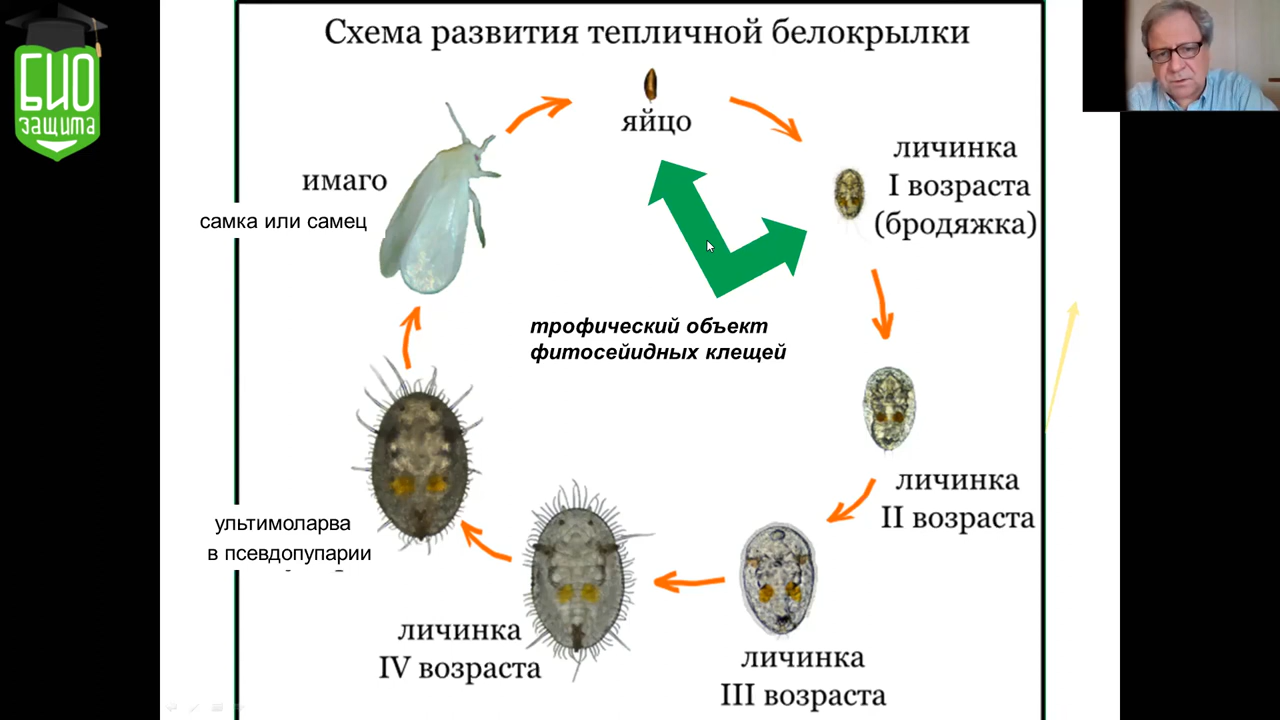 БИО
защита
Схема развития тепличной белокрылки
яйцо
личинка
I возраста
(бродяжка)
имаго
самка или самец
трофический объект
фитосейидных клещей
личинка
II возраста
ультимоларва
в псевдопупарии
личинка
IV возраста
личинка
III возраста